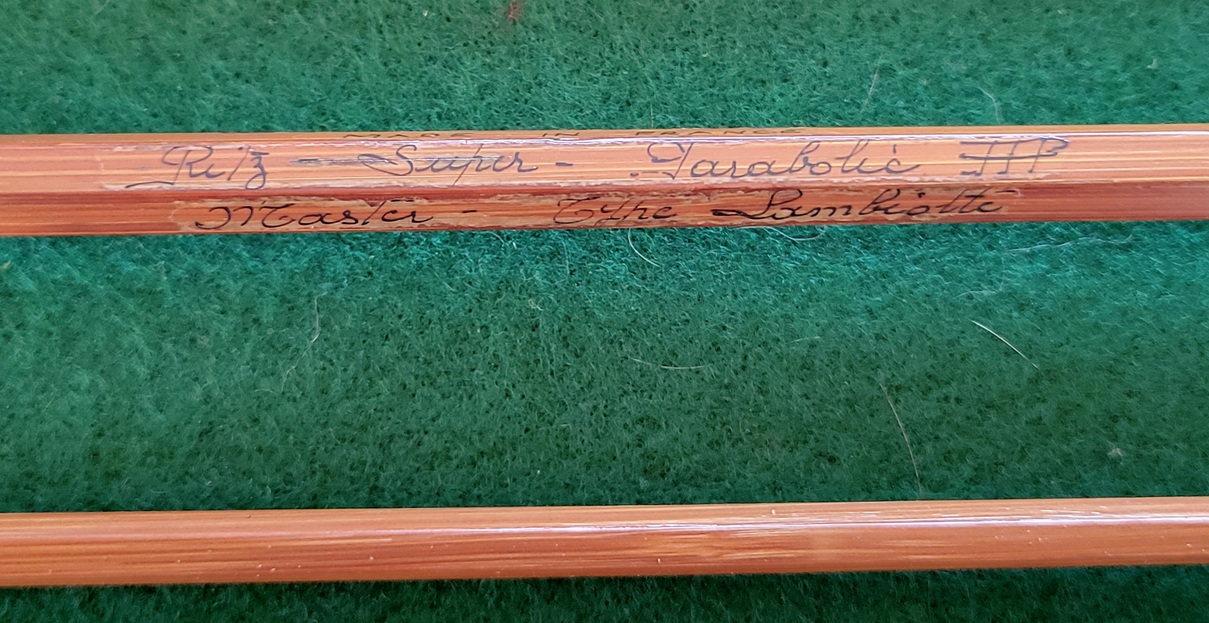 MADE IN FRANCE
Ritz - Super - Parabolic PPP
Master - Type Lambiotte